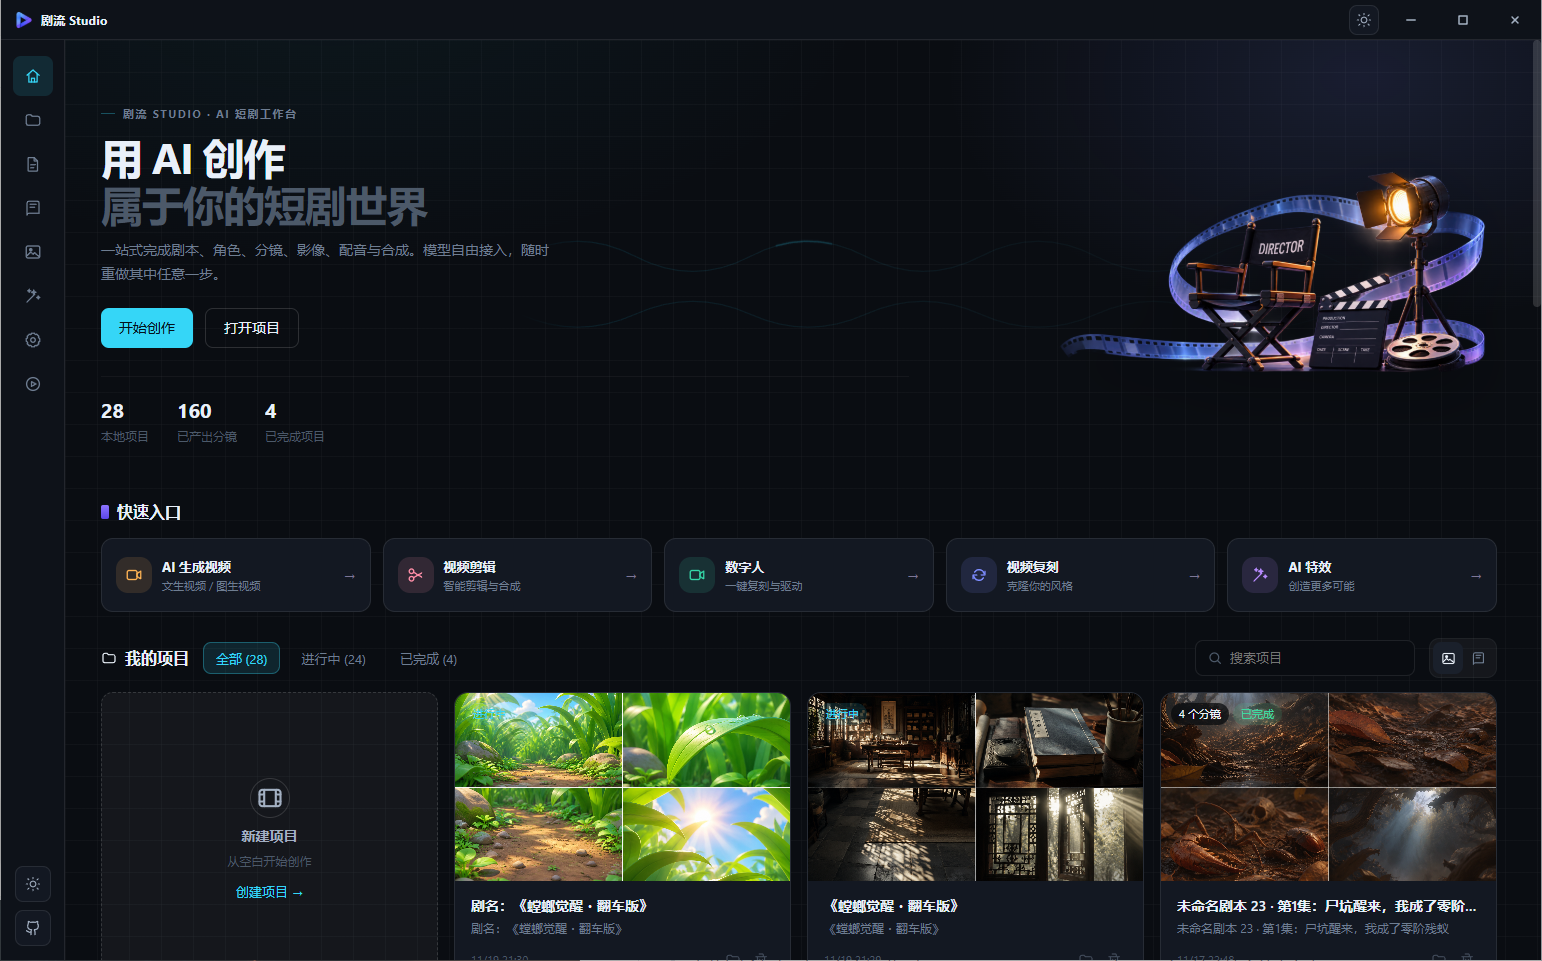 剧流 Studio
剧流 STUDIO · AI 短剧工作台
用 AI 创作
属于你的短剧世界
一站式完成剧本、角色、分镜、影像、配音与合成。模型自由接入，随时
重做其中任意一步。
开始创作
打开项目
DIRECTOR
PRODUCTION
DIRECTOR
CAMERA
28
160
4
本地项目
已产出分镜
已完成项目
快速入口
AI 生成视频
文生视频 / 图生视频
→
视频剪辑
智能剪辑与合成
→
数字人
一键复刻与驱动
→
视频复刻
克隆你的风格
→
AI 特效
创造更多可能
→
我的项目
全部 (28)
进行中 (24)
已完成 (4)
搜索项目
新建项目
从空白开始创作
创建项目 →
进行中
剧名：《螳螂觉醒·翻车版》
剧名：《螳螂觉醒·翻车版》
进行中
《螳螂觉醒·翻车版》
《螳螂觉醒·翻车版》
4 个分镜
已完成
未命名剧本 23 · 第1集：尸坑醒来，我成了零阶...
未命名剧本 23 · 第1集：尸坑醒来，我成了零阶残蚁